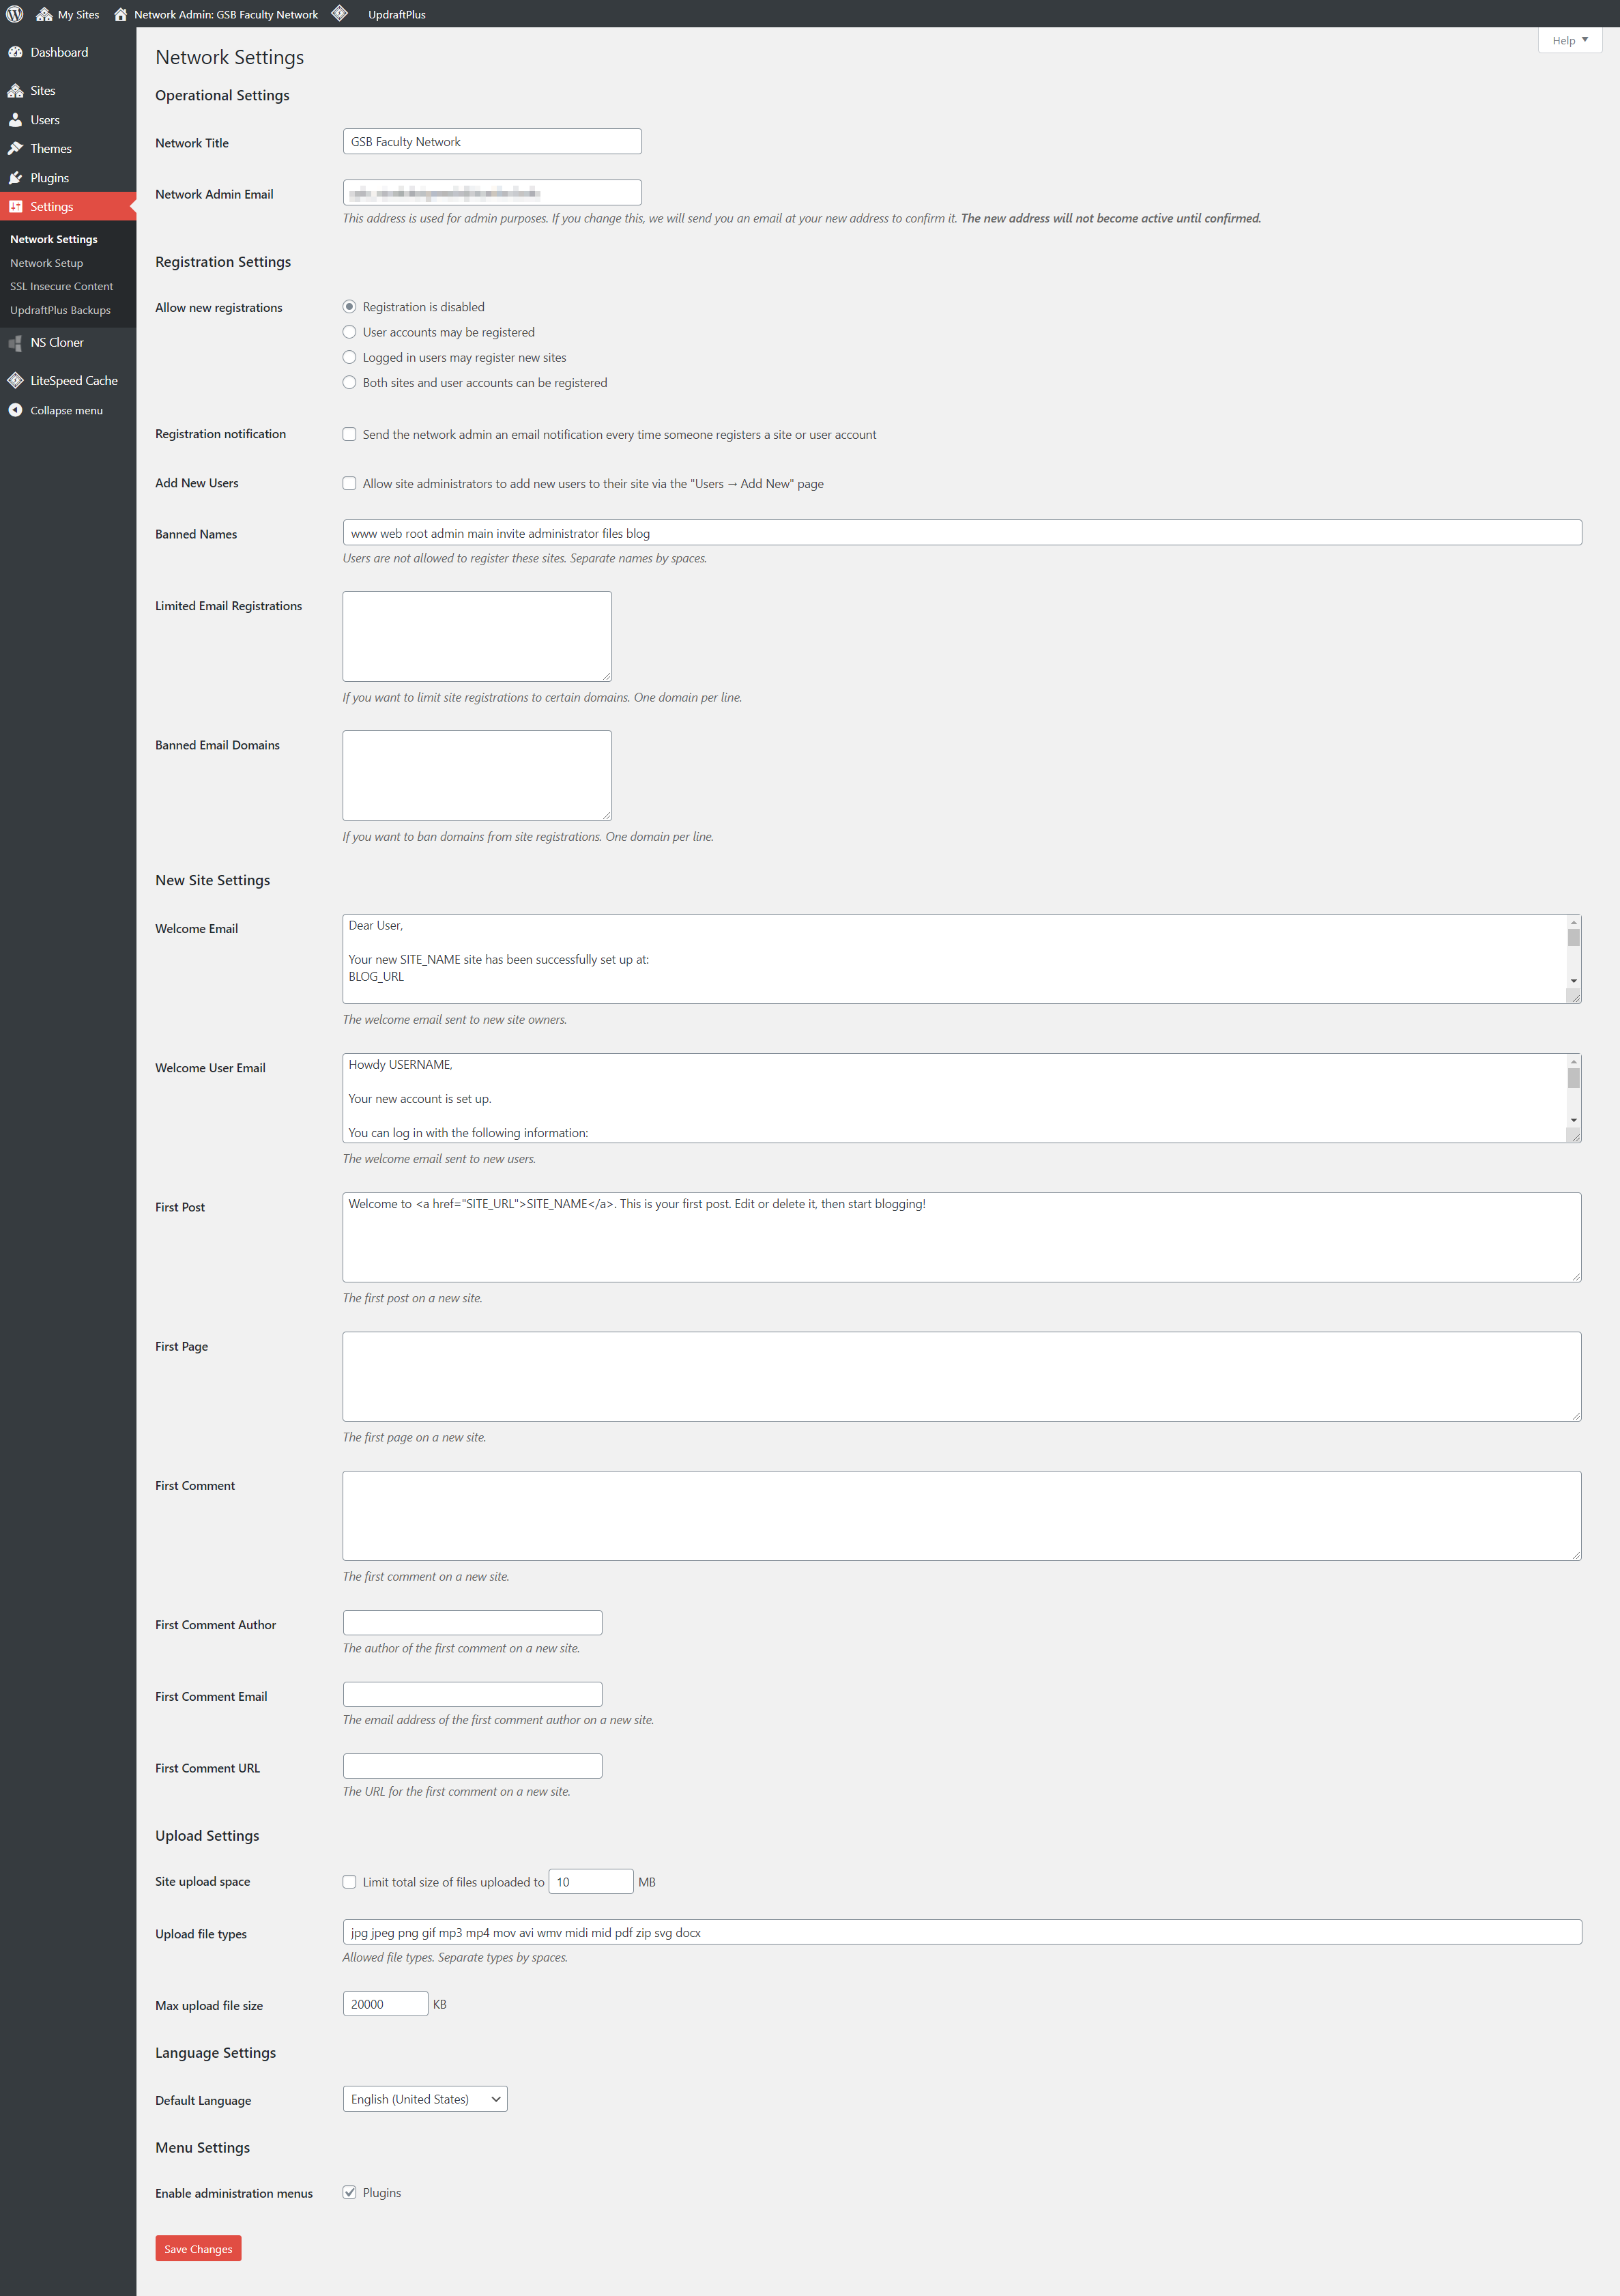 My Sites
Network Admin: GSB Faculty Network
UpdraftPlus
Dashboard
Sites
Users
Themes
Plugins
Settings
Network Settings
Network Setup
SSL Insecure Content
UpdraftPlus Backups
NS Cloner
LiteSpeed Cache
Collapse menu
Help
Network Settings
Operational Settings
Network Title
GSB Faculty Network
Network Admin Email
This address is used for admin purposes. If you change this, we will send you an email at your new address to confirm it. The new address will not become active until confirmed.
Registration Settings
Allow new registrations
Registration is disabled
User accounts may be registered
Logged in users may register new sites
Both sites and user accounts can be registered
Registration notification
Send the network admin an email notification every time someone registers a site or user account
Add New Users
Allow site administrators to add new users to their site via the "Users → Add New" page
Banned Names
www web root admin main invite administrator files blog
Users are not allowed to register these sites. Separate names by spaces.
Limited Email Registrations
If you want to limit site registrations to certain domains. One domain per line.
Banned Email Domains
If you want to ban domains from site registrations. One domain per line.
New Site Settings
Welcome Email
Dear User,
Your new SITE_NAME site has been successfully set up at:
BLOG_URL
The welcome email sent to new site owners.
Welcome User Email
Howdy USERNAME,
Your new account is set up.
You can log in with the following information:
The welcome email sent to new users.
First Post
Welcome to <a href="SITE_URL">SITE_NAME</a>. This is your first post. Edit or delete it, then start blogging!
The first post on a new site.
First Page
The first page on a new site.
First Comment
The first comment on a new site.
First Comment Author
The author of the first comment on a new site.
First Comment Email
The email address of the first comment author on a new site.
First Comment URL
The URL for the first comment on a new site.
Upload Settings
Site upload space
Limit total size of files uploaded to 10 MB
Upload file types
jpg jpeg png gif mp3 mp4 mov avi wmv midi mid pdf zip svg docx
Allowed file types. Separate types by spaces.
Max upload file size
20000 KB
Language Settings
Default Language
English (United States)
Menu Settings
Enable administration menus
Plugins
Save Changes